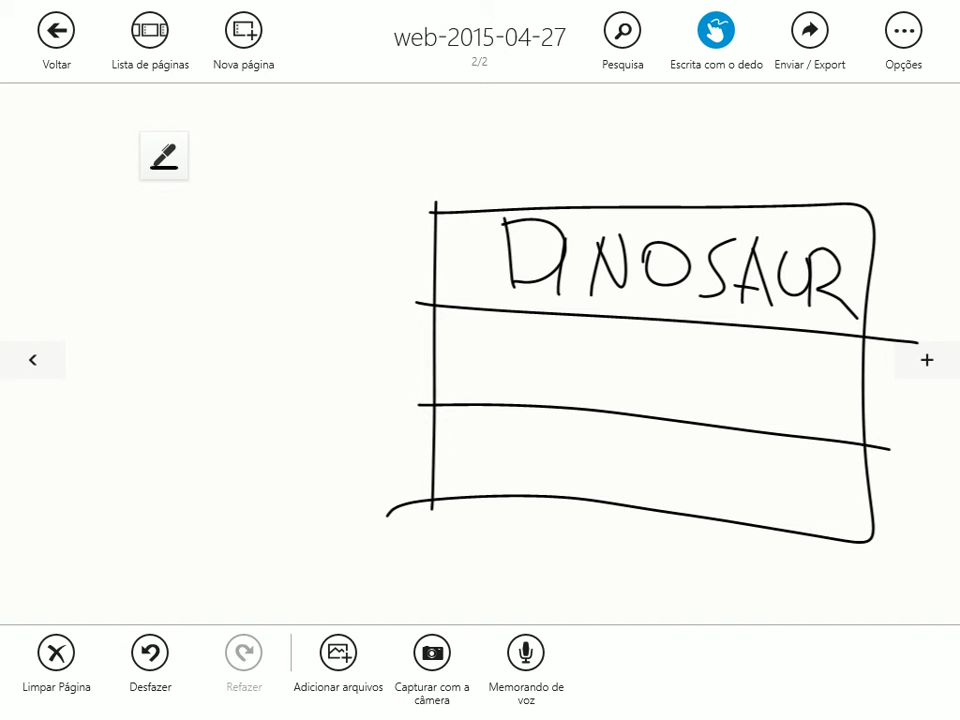 Voltar
Lista de páginas
Nova página
web-2015-04-27
2/2
Pesquisa
Escrita com o dedo
Enviar / Export
Opções
DINOSAUR
Limpar Página
Desfazer
Refazer
Adicionar arquivos
Capturar com a
câmera
Memorando de
voz